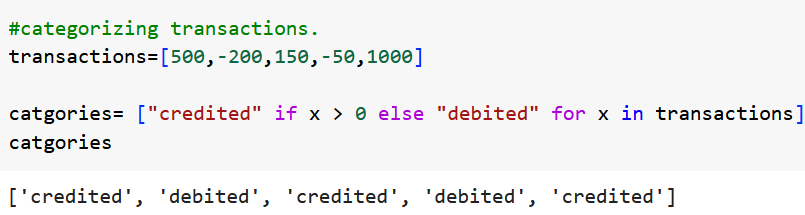 #categorizing transactions.
transactions=[500,-200,150,-50,1000]
catgories= ["credited" if x > 0 else "debited" for x in transactions]
catgories
['credited', 'debited', 'credited', 'debited', 'credited']